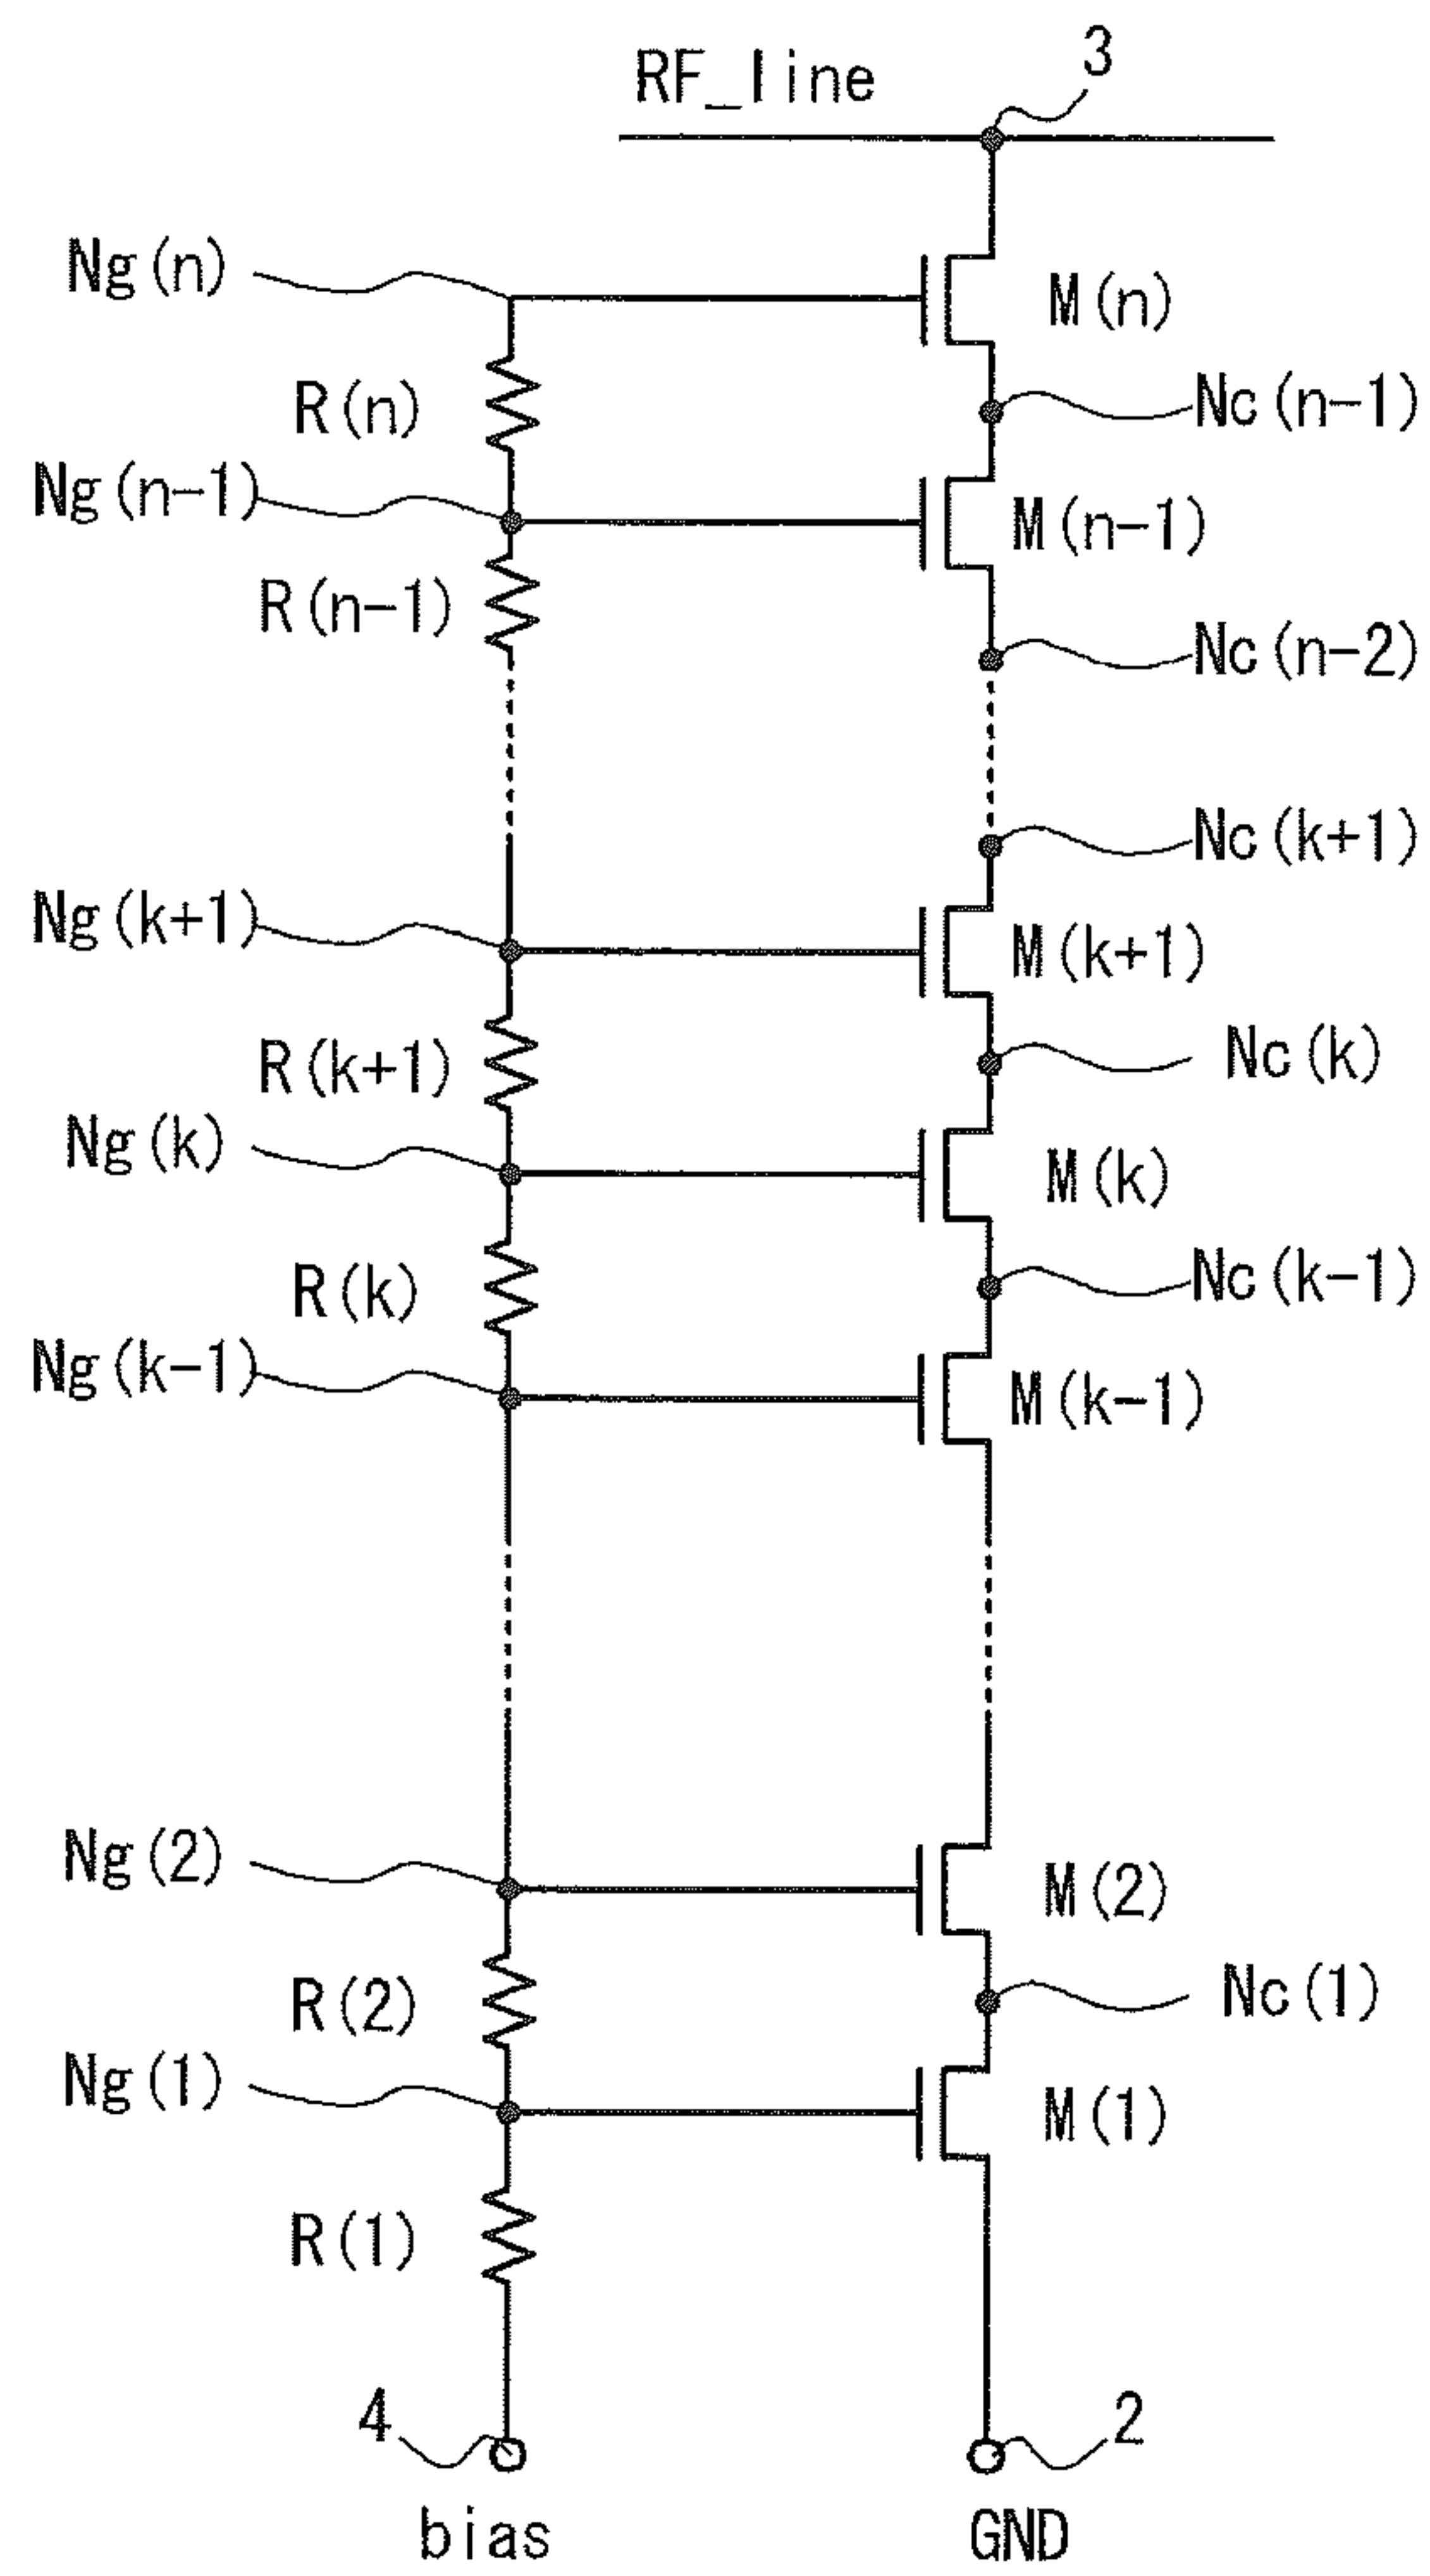 3
RF_line
Ng(n)
M(n)
R(n)
Nc(n-1)
Ng(n-1)
M(n-1)
R(n-1)
Nc(n-2)
Nc(k+1)
Ng(k+1)
M(k+1)
R(k+1)
Nc(k)
Ng(k)
M(k)
R(k)
Nc(k-1)
Ng(k-1)
M(k-1)
Ng(2)
M(2)
R(2)
Nc(1)
Ng(1)
M(1)
R(1)
4
2
bias
GND